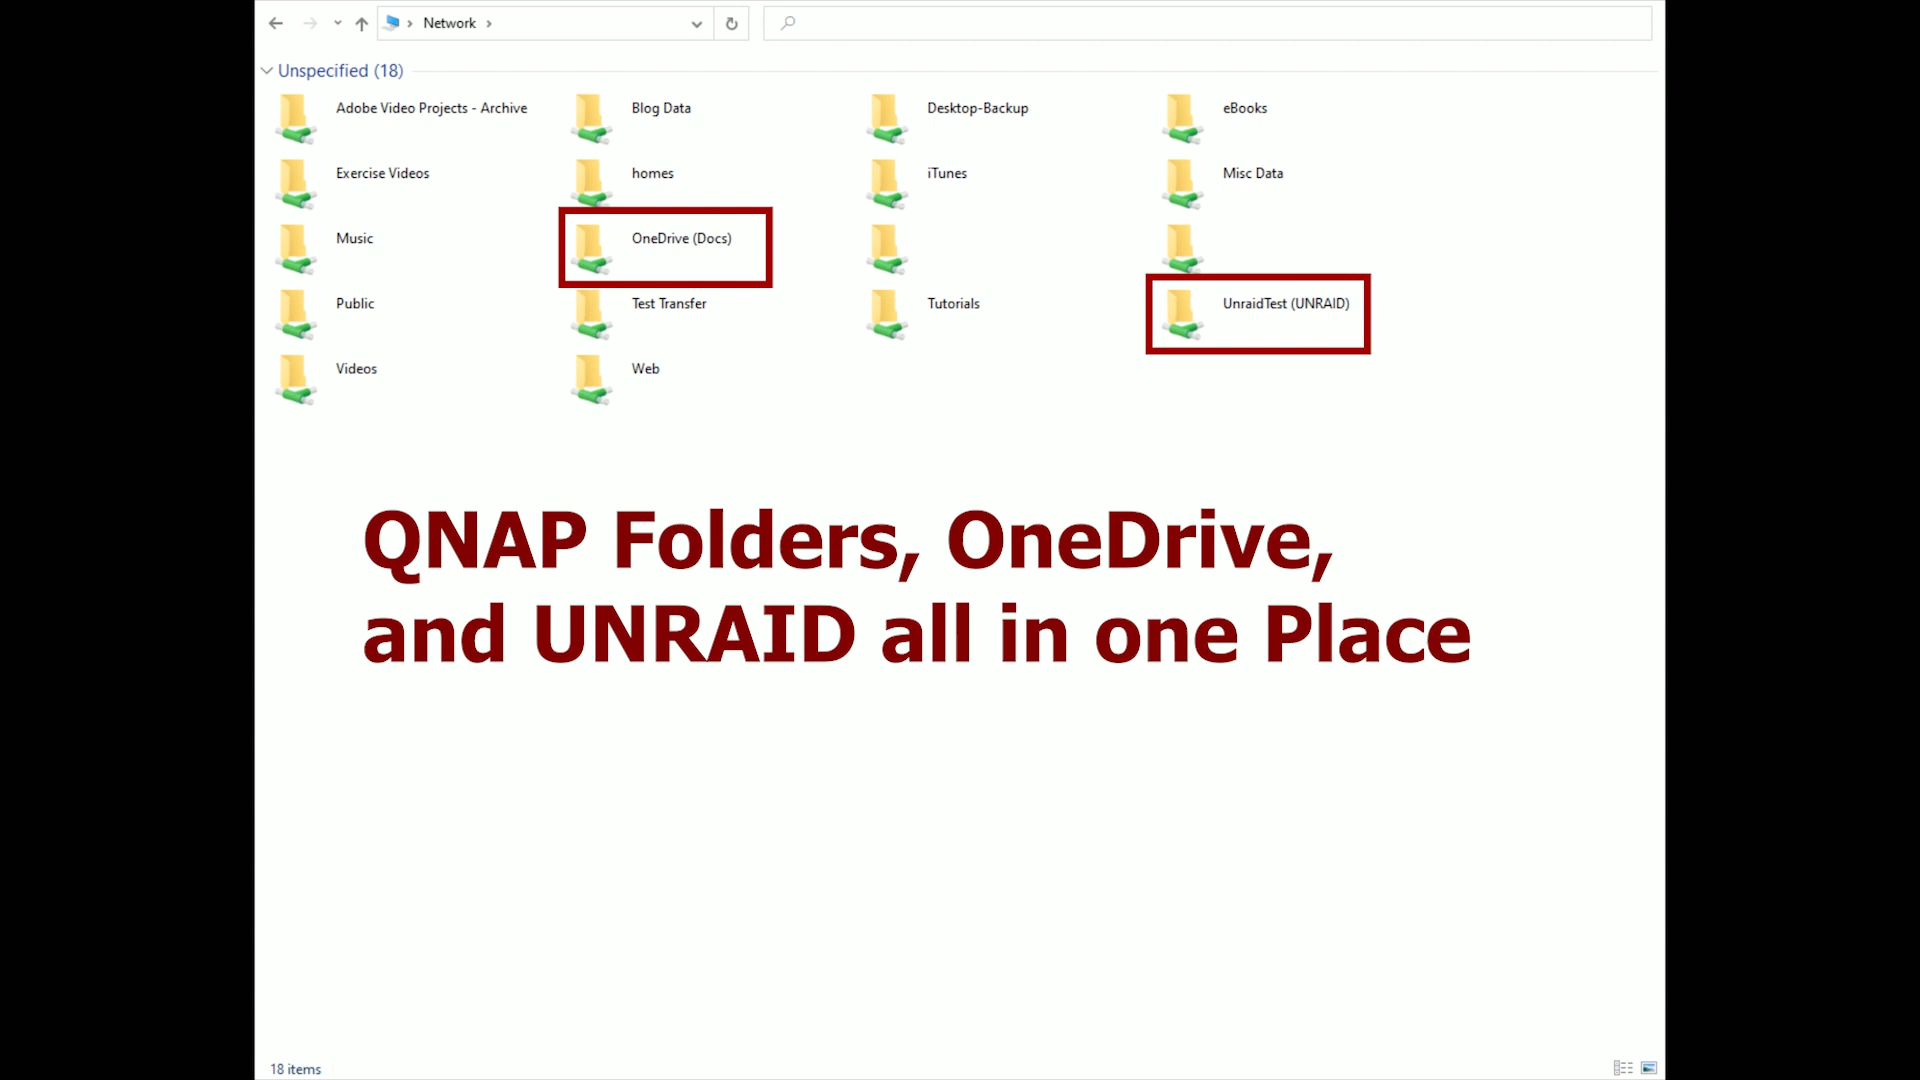 Network
Unspecified (18)
Adobe Video Projects - Archive
Blog Data
Desktop-Backup
eBooks
Exercise Videos
homes
iTunes
Misc Data
Music
OneDrive (Docs)
Public
Test Transfer
Tutorials
UnraidTest (UNRAID)
Videos
Web
QNAP Folders, OneDrive,
and UNRAID all in one Place
18 items